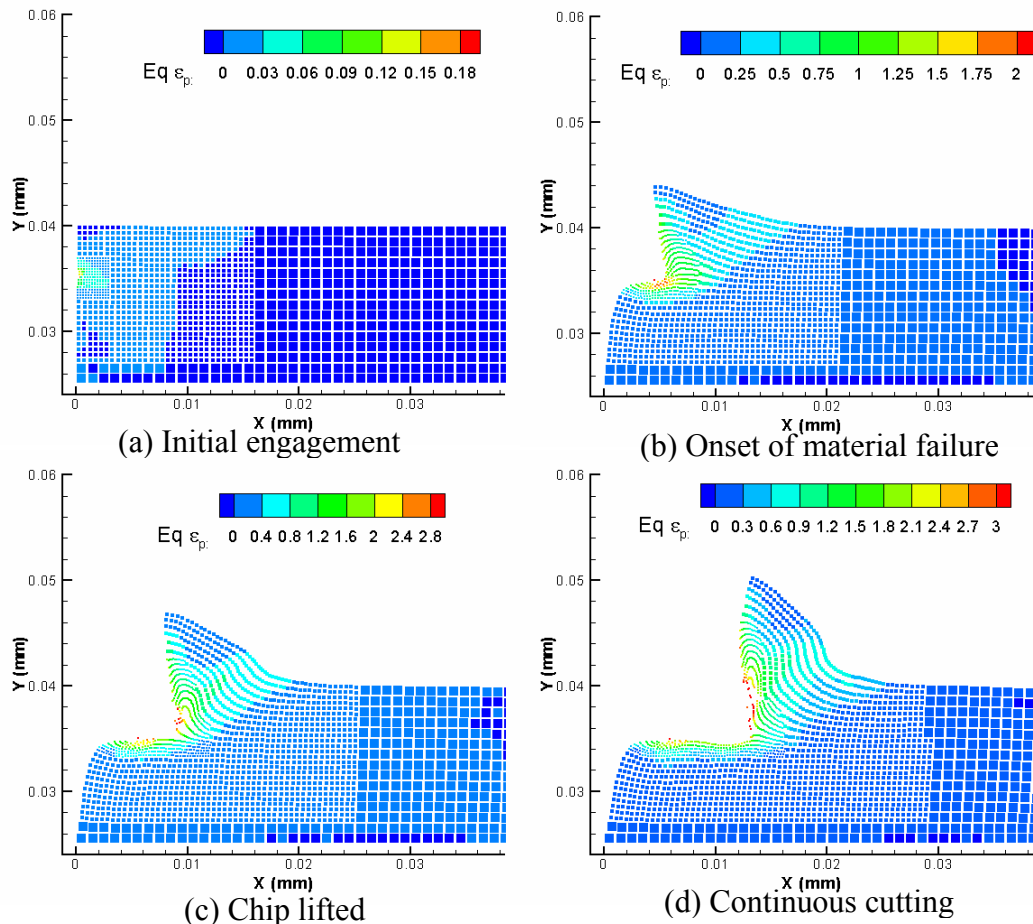 0.06
Eq εp:
0 0.03 0.06 0.09 0.12 0.15 0.18
0.05
Y (mm)
0.04
0.03
0 0.01 0.02 0.03
X (mm)
(a) Initial engagement
0.06
Eq εp:
0 0.25 0.5 0.75 1 1.25 1.5 1.75 2
0.05
Y (mm)
0.04
0.03
0 0.01 0.02 0.03
X (mm)
(b) Onset of material failure
0.06
Eq εp:
0 0.4 0.8 1.2 1.6 2 2.4 2.8
0.05
Y (mm)
0.04
0.03
0 0.01 0.02 0.03
X (mm)
(c) Chip lifted
0.06
Eq εp:
0 0.3 0.6 0.9 1.2 1.5 1.8 2.1 2.4 2.7 3
0.05
Y (mm)
0.04
0.03
0 0.01 0.02 0.03
X (mm)
(d) Continuous cutting